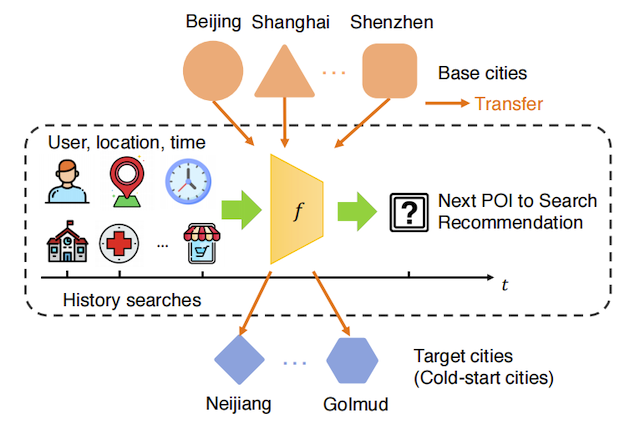 Beijing
Shanghai
Shenzhen
...
Base cities
Transfer
User, location, time
f
?
Next POI to Search
Recommendation
...
t
History searches
...
Target cities
(Cold-start cities)
Neijiang
Golmud